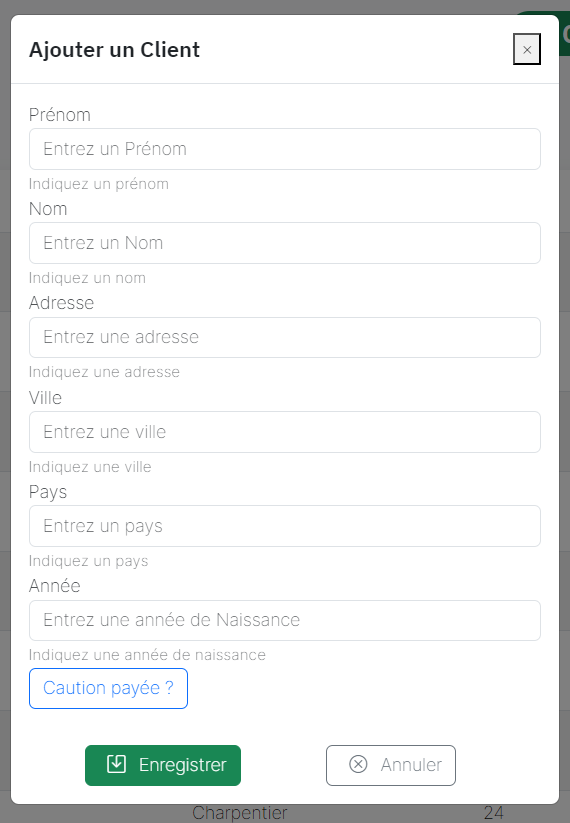 Ajouter un Client
×
Prénom
Entrez un Prénom
Indiquez un prénom
Nom
Entrez un Nom
Indiquez un nom
Adresse
Entrez une adresse
Indiquez une adresse
Ville
Entrez une ville
Indiquez une ville
Pays
Entrez un pays
Indiquez un pays
Année
Entrez une année de Naissance
Indiquez une année de naissance
Caution payée ?
Enregistrer
Annuler
Charpentier 24